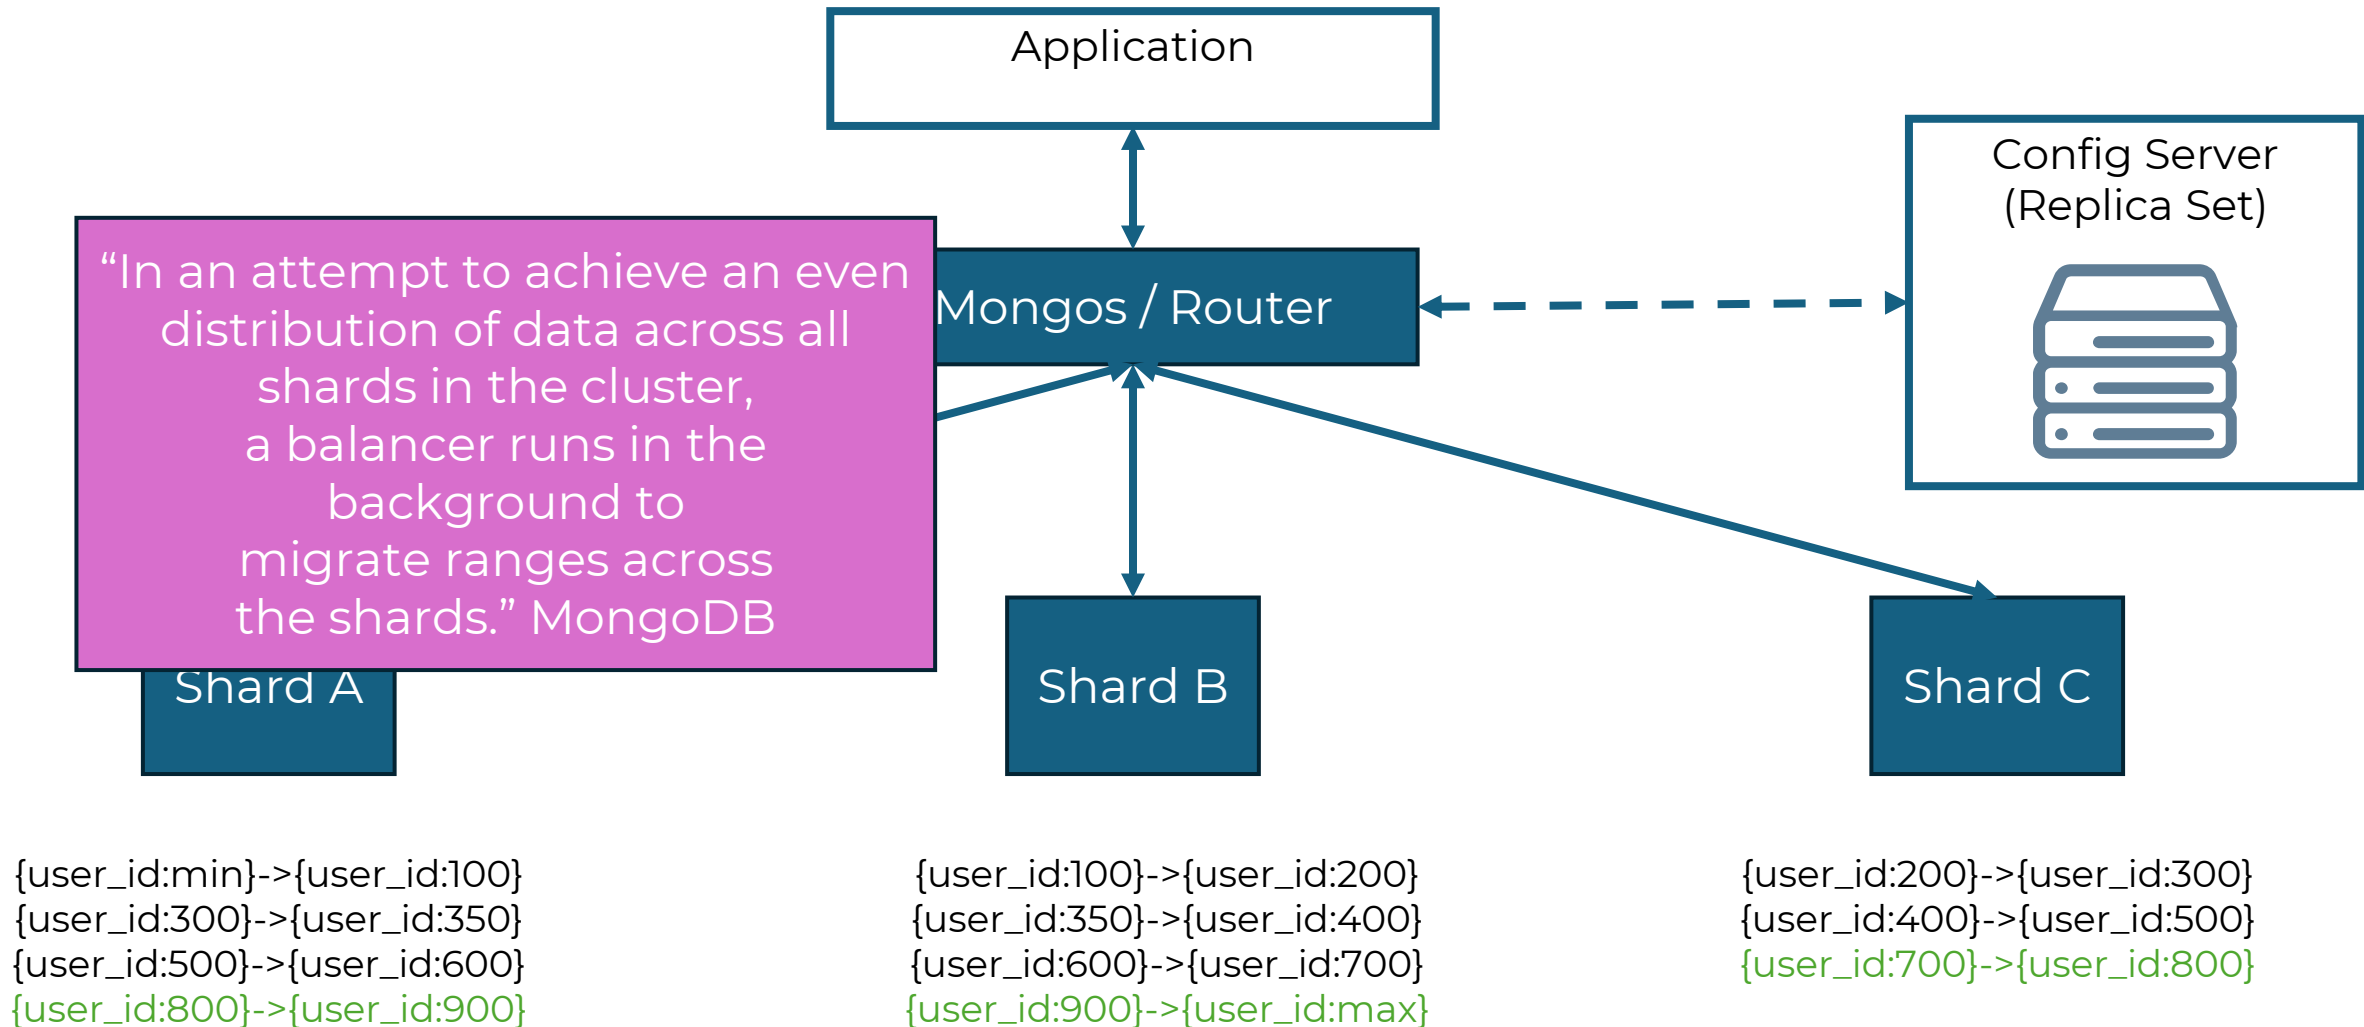 Application
Config Server
(Replica Set)
“In an attempt to achieve an even
distribution of data across all
shards in the cluster,
a balancer runs in the
background to
migrate ranges across
the shards.” MongoDB
Mongos / Router
Shard A
Shard B
Shard C
{user_id:min}->{user_id:100}
{user_id:300}->{user_id:350}
{user_id:500}->{user_id:600}
{user_id:800}->{user_id:900}
{user_id:100}->{user_id:200}
{user_id:350}->{user_id:400}
{user_id:600}->{user_id:700}
{user_id:900}->{user_id:max}
{user_id:200}->{user_id:300}
{user_id:400}->{user_id:500}
{user_id:700}->{user_id:800}